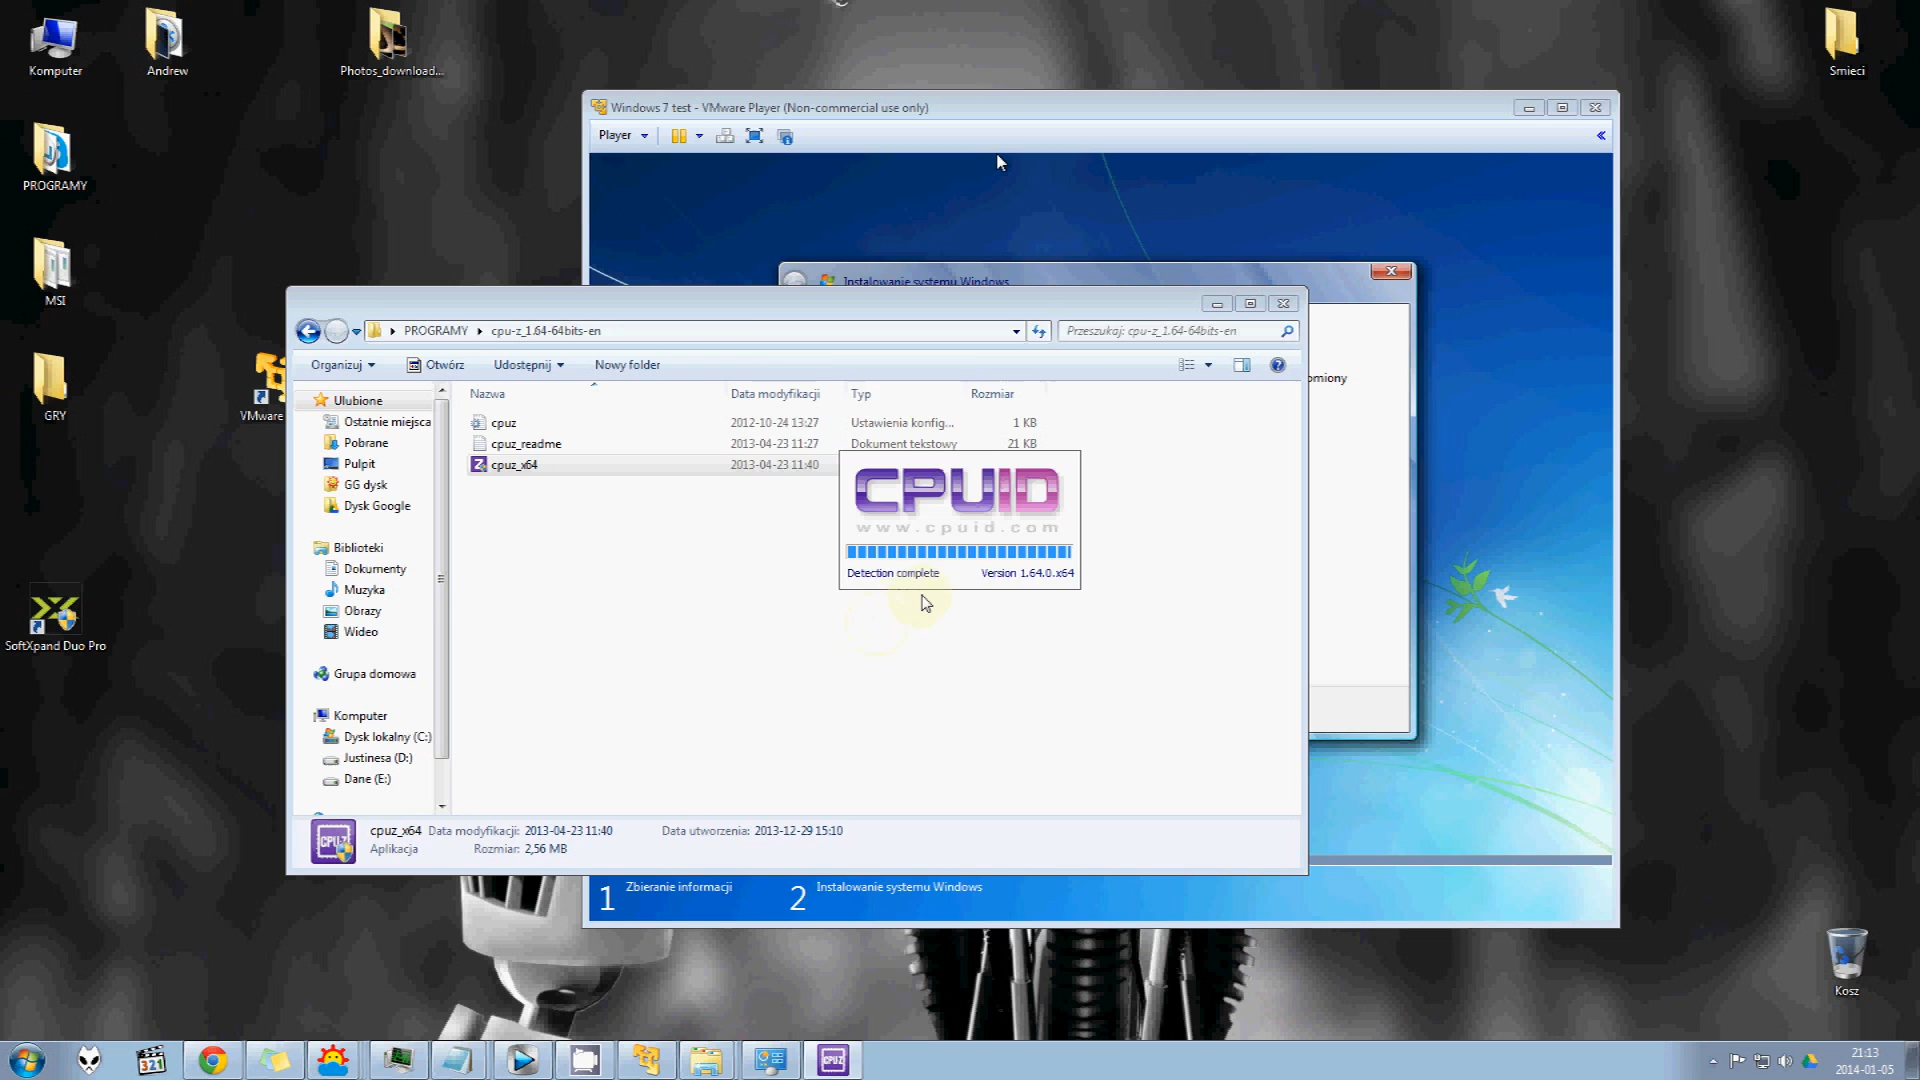 Komputer
Andrew
Photos_download...
Smieci
PROGRAMY
MSI
GRY
VMware
SoftXpand Duo Pro
Kosz
Windows 7 test - VMware Player (Non-commercial use only)
Player
Instalowanie systemu Windows
omiony
PROGRAMY cpu-z_1.64-64bits-en
Przeszukaj: cpu-z_1.64-64bits-en
Organizuj Otwórz Udostępnij Nowy folder
Nazwa Data modyfikacji Typ Rozmiar
cpuz 2012-10-24 13:27 Ustawienia konfig... 1 KB
cpuz_readme 2013-04-23 11:27 Dokument tekstowy 21 KB
cpuz_x64 2013-04-23 11:40
Ulubione
Ostatnie miejsca
Pobrane
Pulpit
GG dysk
Dysk Google
Biblioteki
Dokumenty
Muzyka
Obrazy
Wideo
Grupa domowa
Komputer
Dysk lokalny (C:)
Justinesa (D:)
Dane (E:)
CPUID
www.cpuid.com
Detection complete Version 1.64.0.x64
CPU-Z
cpuz_x64 Data modyfikacji: 2013-04-23 11:40 Data utworzenia: 2013-12-29 15:10
Aplikacja Rozmiar: 2,56 MB
1 Zbieranie informacji 2 Instalowanie systemu Windows
321
CPUZ
21:13
2014-01-05